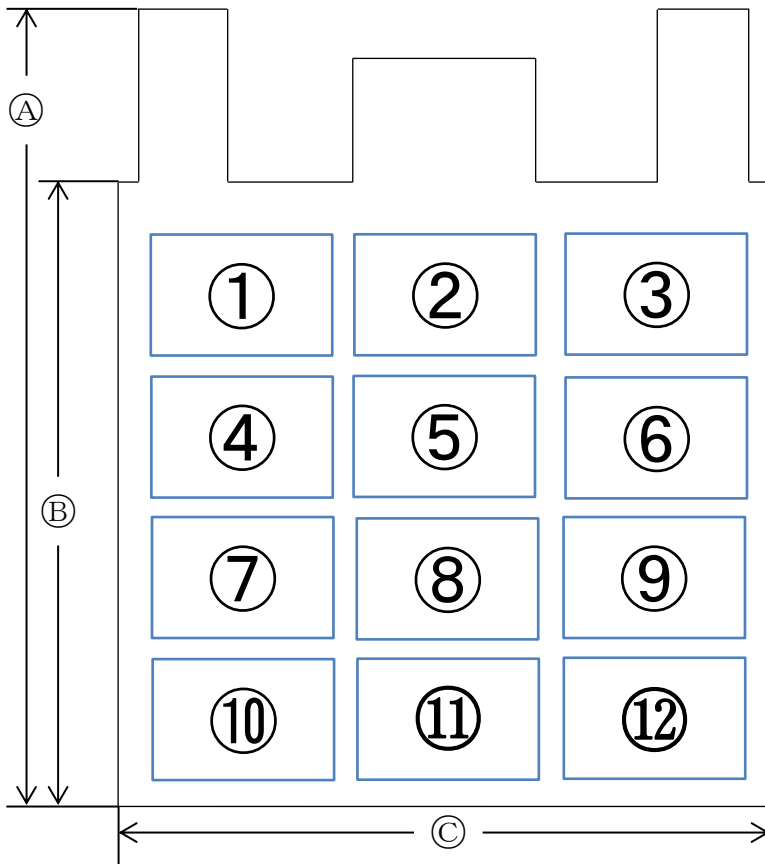 Ⓐ
① ② ③
④ ⑤ ⑥
Ⓑ
⑦ ⑧ ⑨
⑩ ⑪ ⑫
Ⓒ